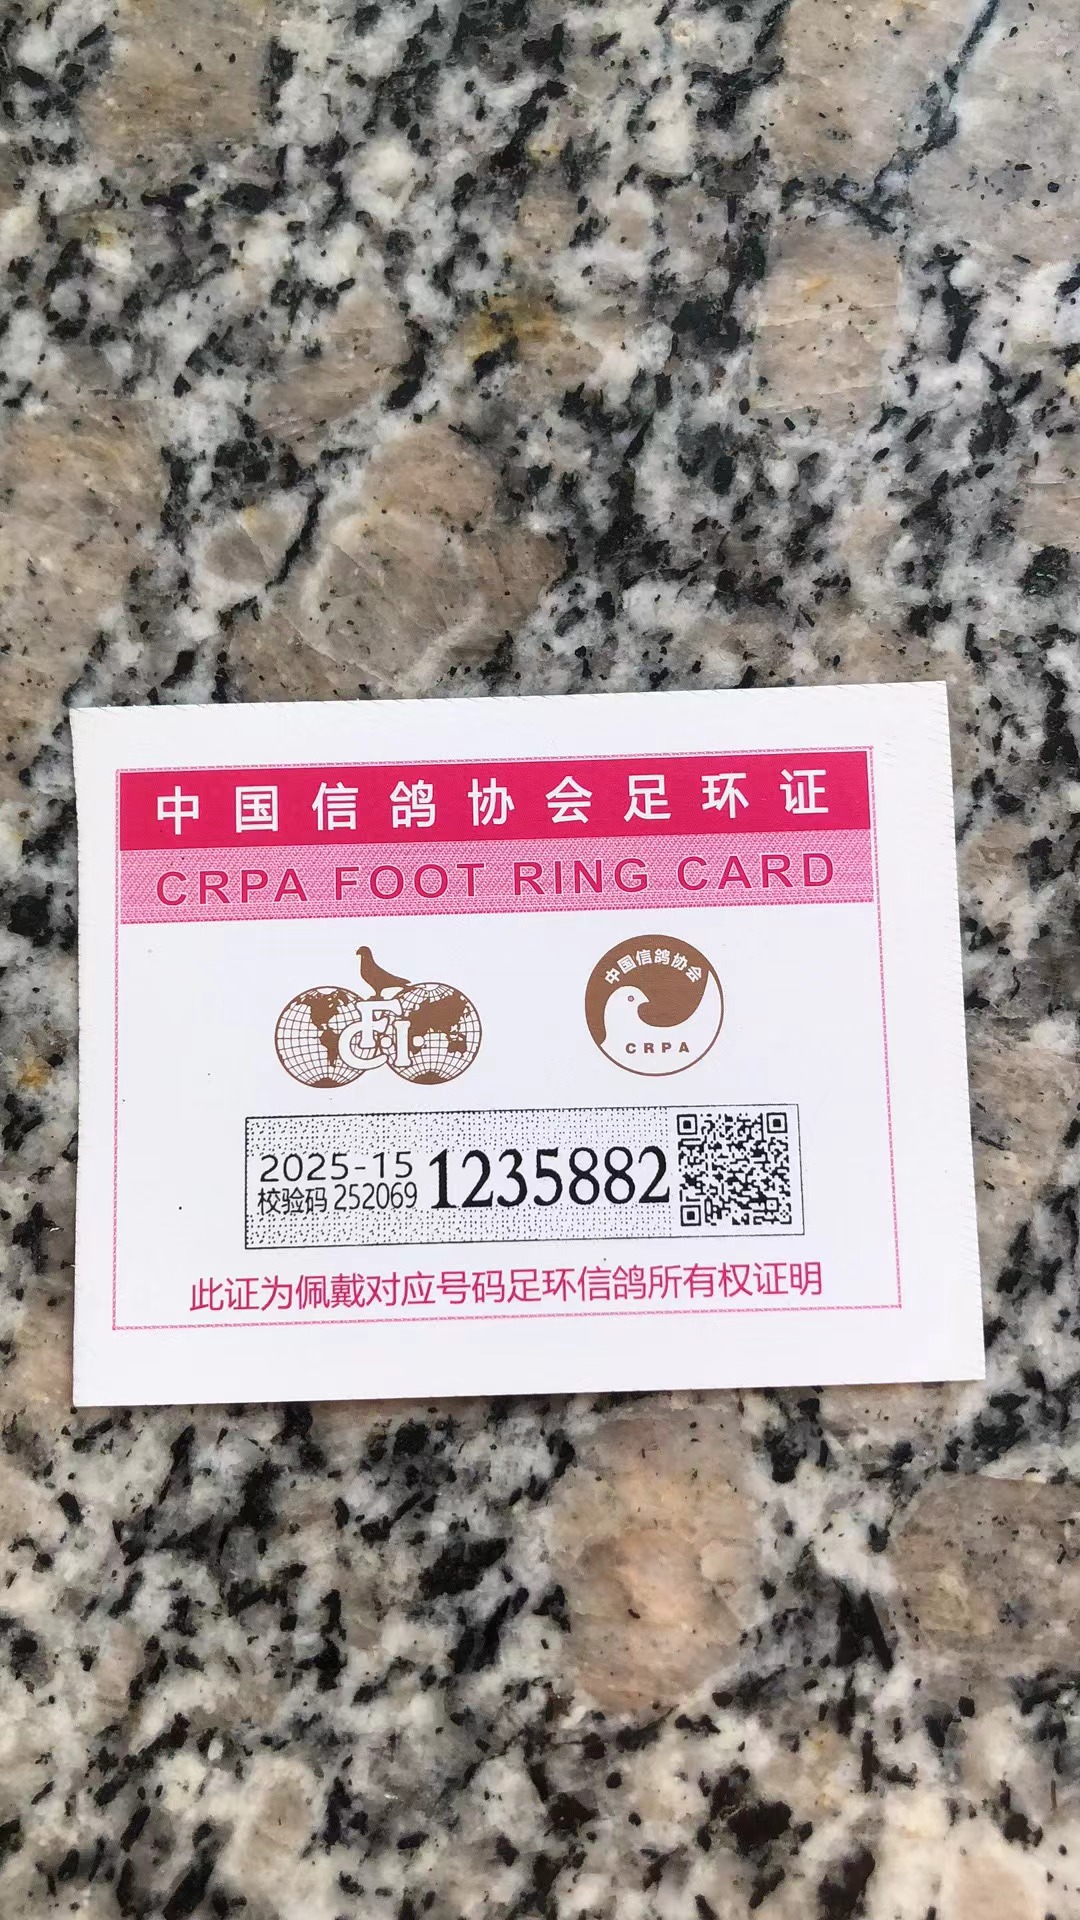 中国信鸽协会足环证
CRPA FOOT RING CARD
F.C.I.
中国信鸽协会
CRPA
2025-15
校验码 252069
1235882
此证为佩戴对应号码足环信鸽所有权证明